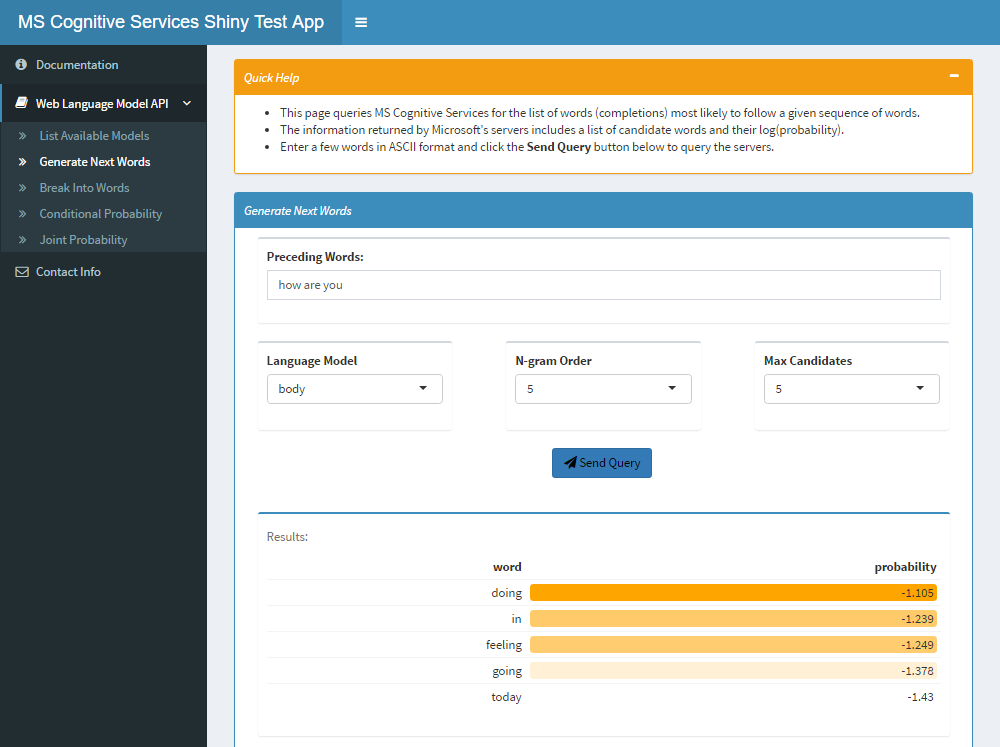 MS Cognitive Services Shiny Test App
Documentation
Web Language Model API
List Available Models
Generate Next Words
Break Into Words
Conditional Probability
Joint Probability
Contact Info
Quick Help
This page queries MS Cognitive Services for the list of words (completions) most likely to follow a given sequence of words.
The information returned by Microsoft's servers includes a list of candidate words and their log(probability).
Enter a few words in ASCII format and click the Send Query button below to query the servers.
Generate Next Words
Preceding Words:
how are you
Language Model N-gram Order Max Candidates
body 5 5
Send Query
Results:
word probability
doing -1.105
in -1.239
feeling -1.249
going -1.378
today -1.43